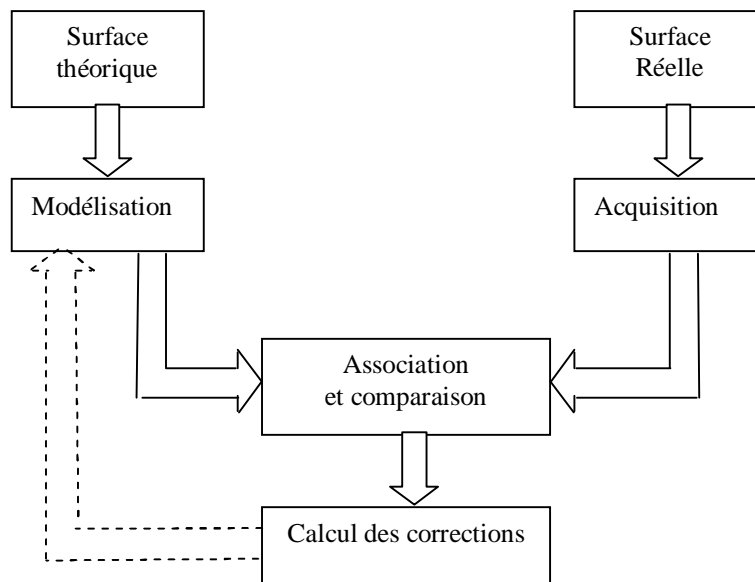 Surface
théorique
Surface
Réelle
Modélisation
Acquisition
Association
et comparaison
Calcul des corrections